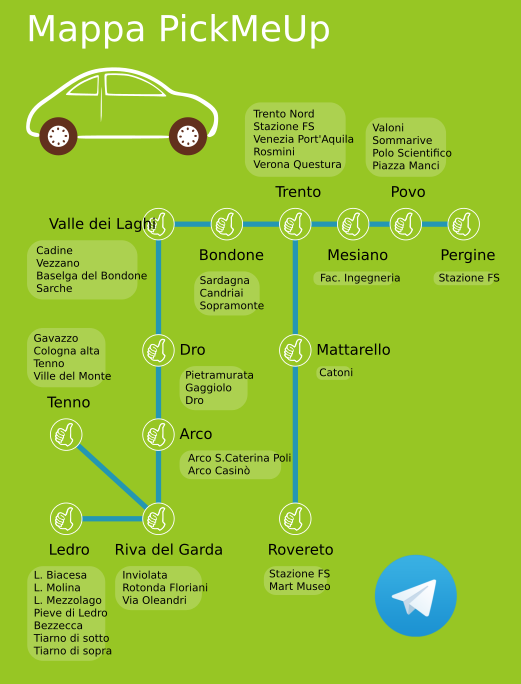 Mappa PickMeUp
Trento Nord
Stazione FS
Venezia Port'Aquila
Rosmini
Verona Questura
Valoni
Sommarive
Polo Scientifico
Piazza Manci
Trento
Povo
Valle dei Laghi
Cadine
Vezzano
Baselga del Bondone
Sarche
Bondone
Sardagna
Candriai
Sopramonte
Mesiano
Fac. Ingegneria
Pergine
Stazione FS
Gavazzo
Cologna alta
Tenno
Ville del Monte
Tenno
Dro
Pietramurata
Gaggiolo
Dro
Mattarello
Catoni
Arco
Arco S.Caterina Poli
Arco Casinò
Ledro
L. Biacesa
L. Molina
L. Mezzolago
Pieve di Ledro
Bezzecca
Tiarno di sotto
Tiarno di sopra
Riva del Garda
Inviolata
Rotonda Floriani
Via Oleandri
Rovereto
Stazione FS
Mart Museo